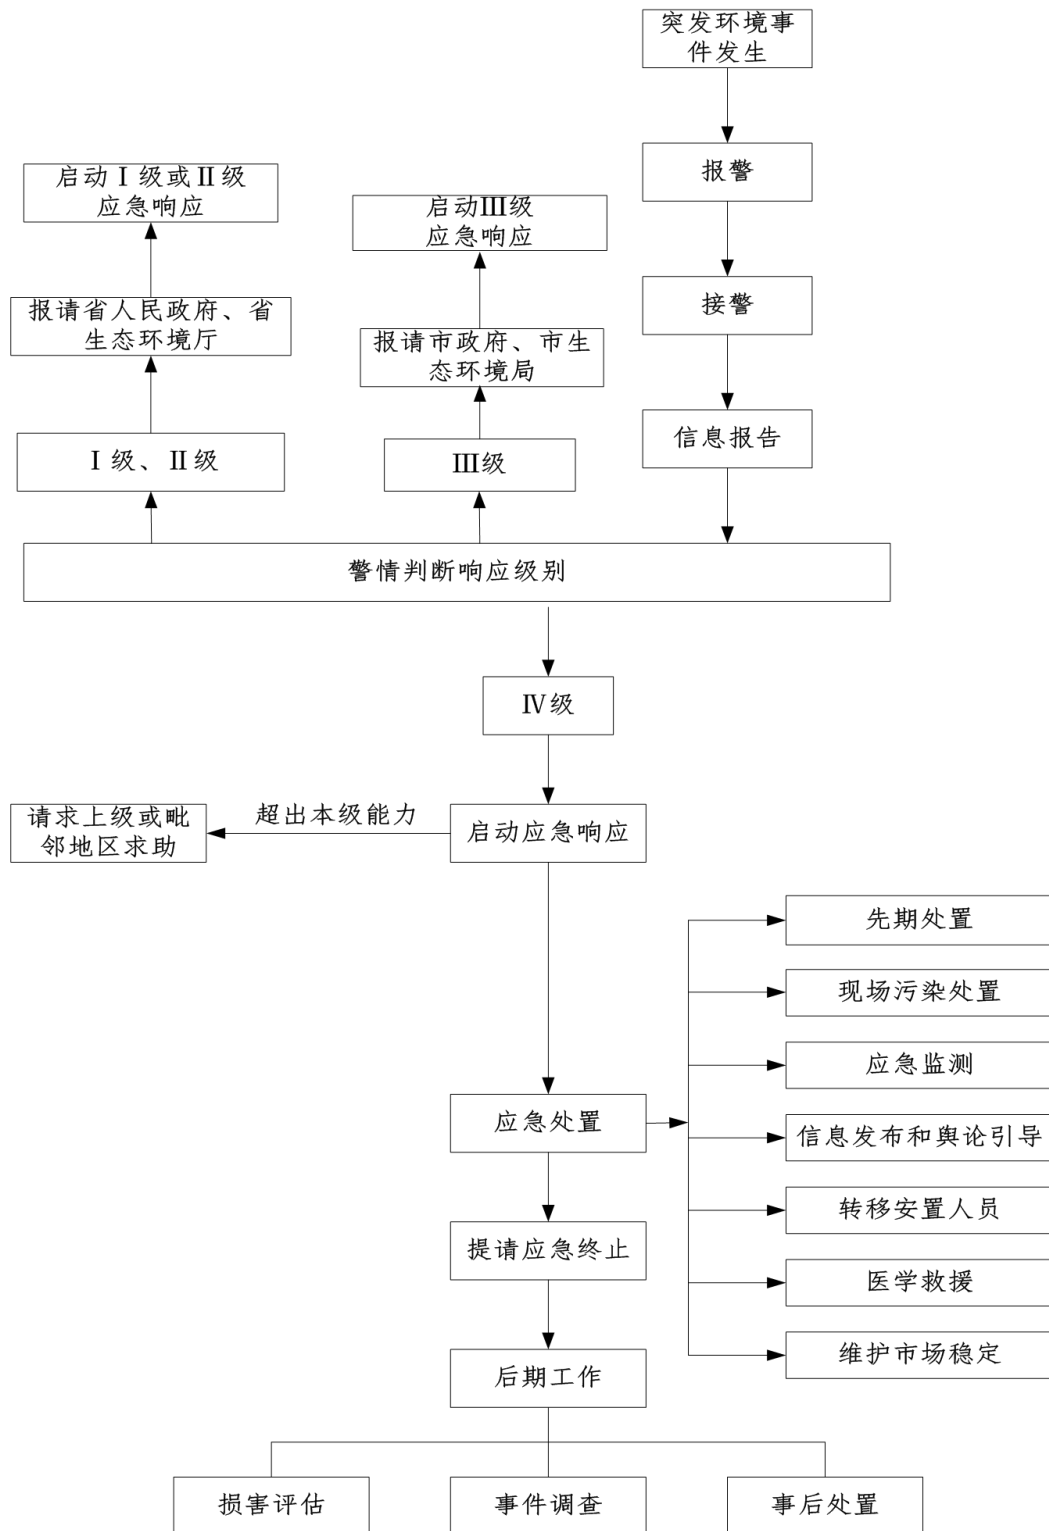 突发环境事
件发生
报警
接警
信息报告
启动Ⅰ级或Ⅱ级
应急响应
报请省人民政府、省
生态环境厅
Ⅰ级、Ⅱ级
启动Ⅲ级
应急响应
报请市政府、市生
态环境局
Ⅲ级
警情判断响应级别
Ⅳ级
启动应急响应
超出本级能力
请求上级或毗
邻地区求助
应急处置
先期处置
现场污染处置
应急监测
信息发布和舆论引导
转移安置人员
医学救援
维护市场稳定
提请应急终止
后期工作
损害评估
事件调查
事后处置